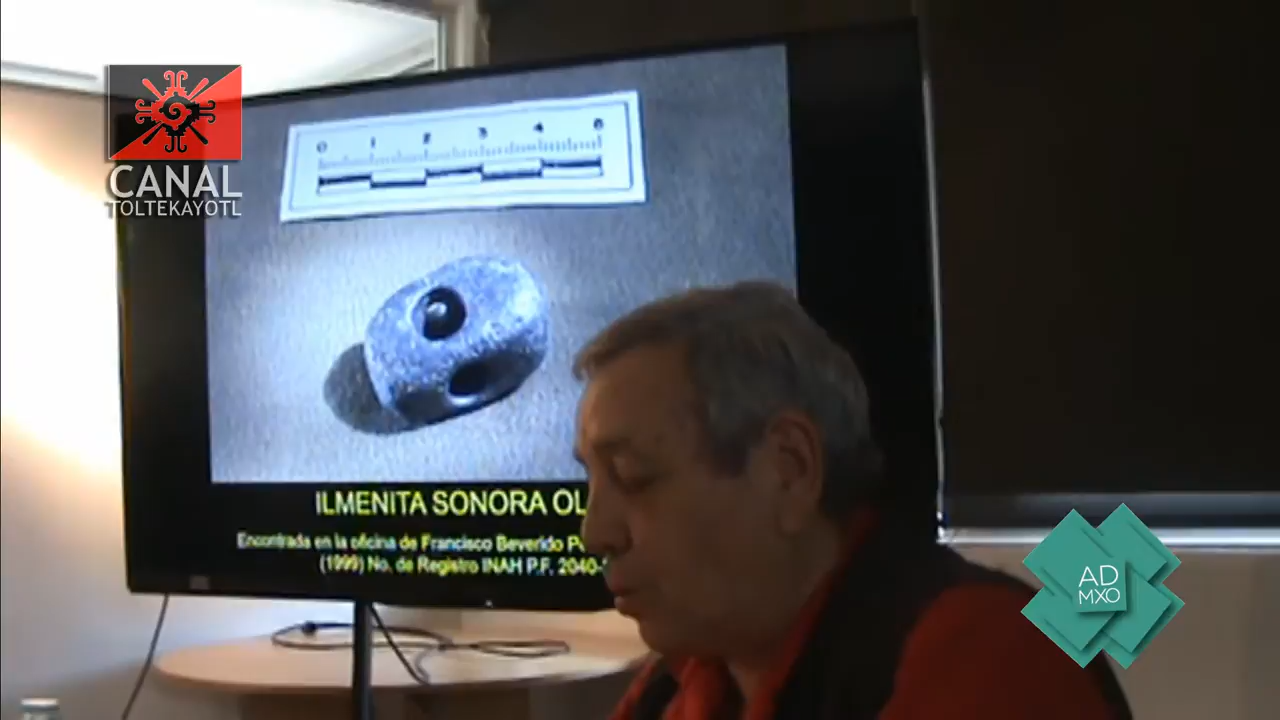 CANAL
TOLTEKAYOTL
0 1 2 3 4 5
ILMENITA SONORA
Encontrada en la oficina de Francisco Beverido
(1999) No. de Registro INAH P.F. 2040-
AD
MXO